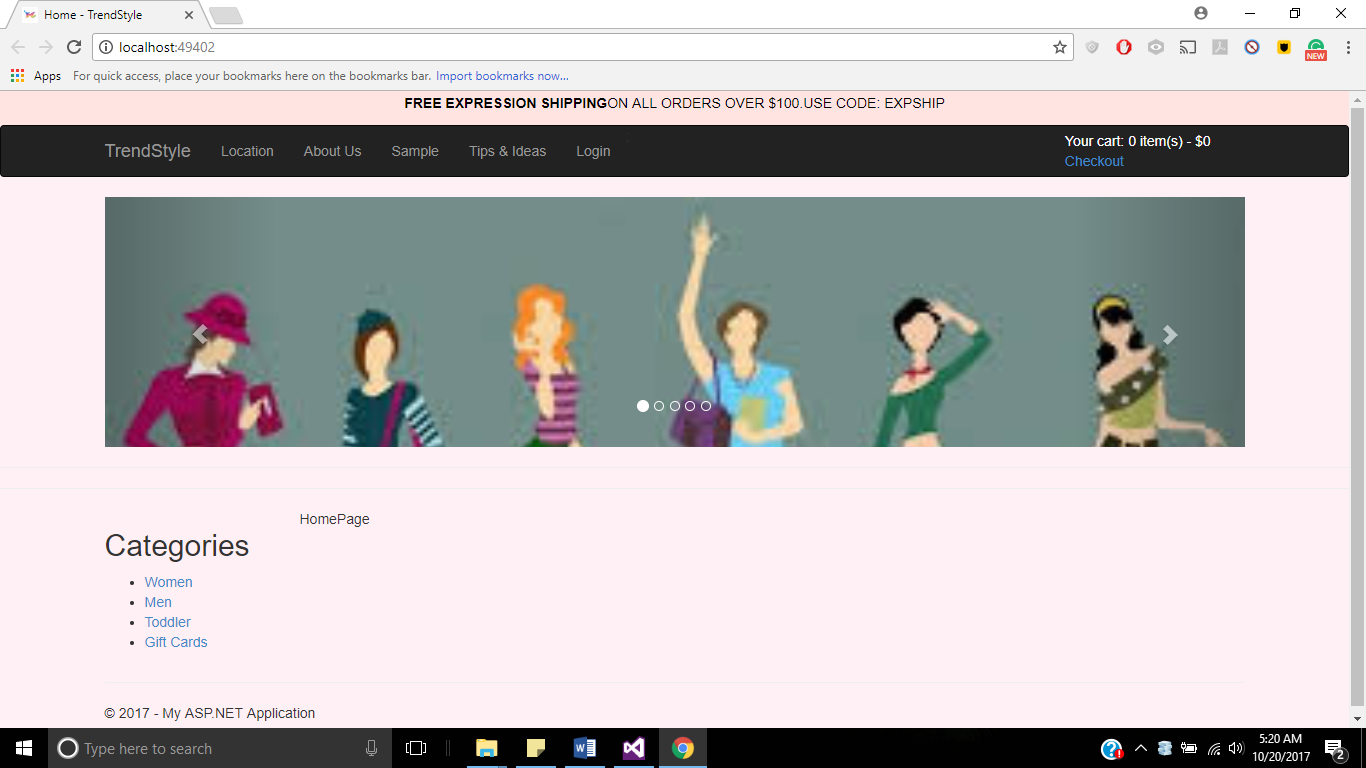 Home - TrendStyle
localhost:49402
Apps For quick access, place your bookmarks here on the bookmarks bar. Import bookmarks now...
NEW
FREE EXPRESSION SHIPPINGON ALL ORDERS OVER $100.USE CODE: EXPSHIP
TrendStyle Location About Us Sample Tips & Ideas Login
Your cart: 0 item(s) - $0
Checkout
HomePage
Categories
Women
Men
Toddler
Gift Cards
© 2017 - My ASP.NET Application
Type here to search
5:20 AM
10/20/2017
2